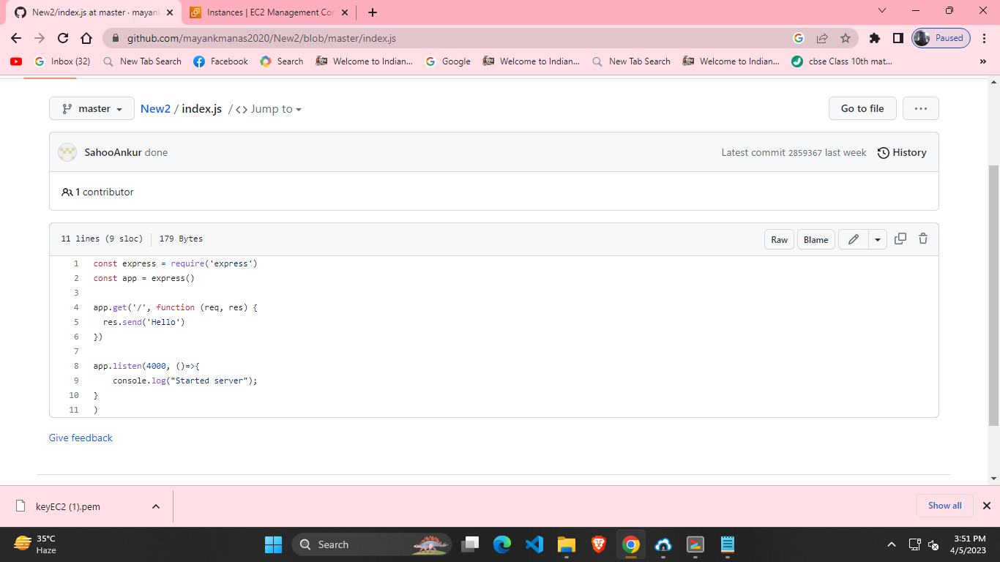 New2/index.js at master · mayank
Instances | EC2 Management Con
github.com/mayankmanas2020/New2/blob/master/index.js
Paused
Inbox (32)
New Tab Search
Facebook
Search
Welcome to Indian...
Google
Welcome to Indian...
New Tab Search
Welcome to Indian...
cbse Class 10th mat...
»
master
New2 / index.js / <> Jump to
Go to file
...
SahooAnkur done
Latest commit 2859367 last week
History
1 contributor
11 lines (9 sloc)
179 Bytes
Raw
Blame
1 const express = require('express')
2 const app = express()
3
4 app.get('/', function (req, res) {
5 res.send('Hello')
6 })
7
8 app.listen(4000, ()=>{
9 console.log("Started server");
10 }
11 )
Give feedback
keyEC2 (1).pem
Show all
35°C
Haze
Search
3:51 PM
4/5/2023